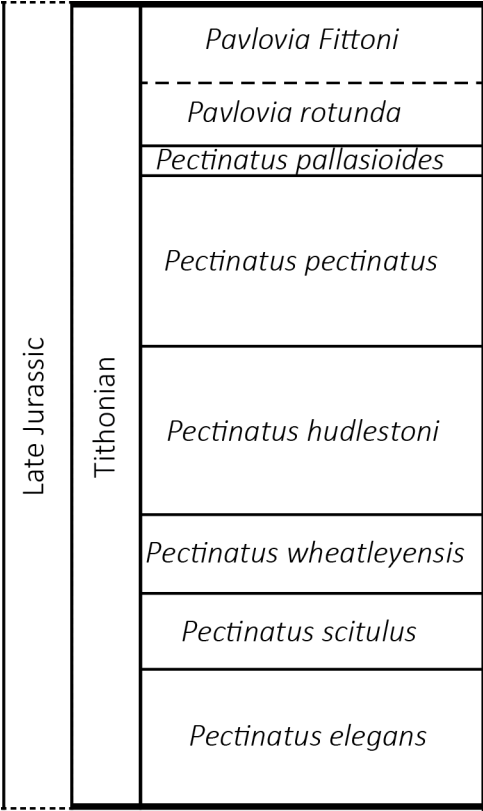 Late Jurassic
Tithonian
Pavlovia Fittoni
Pavlovia rotunda
Pectinatus pallasioides
Pectinatus pectinatus
Pectinatus hudlestoni
Pectinatus wheatleyensis
Pectinatus scitulus
Pectinatus elegans